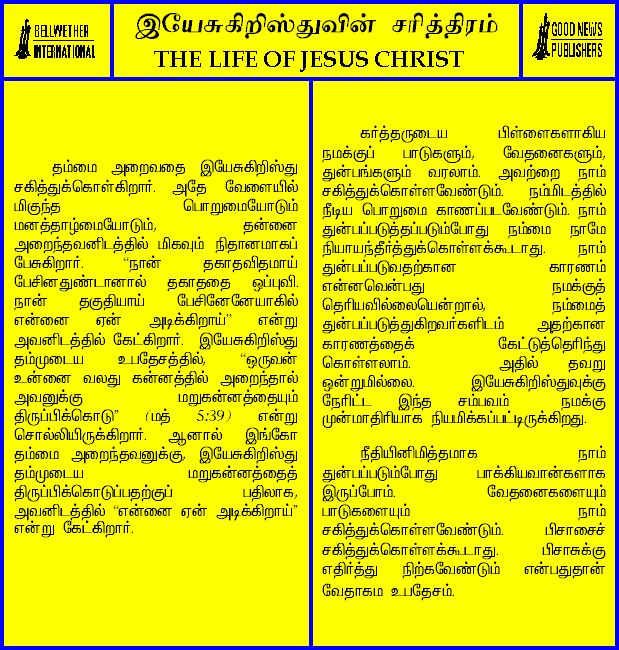 BELLWETHER
INTERNATIONAL
இயேசுகிறிஸ்துவின் சரித்திரம்
THE LIFE OF JESUS CHRIST
GOOD NEWS
PUBLISHERS
தம்மை அறைவதை இயேசுகிறிஸ்து
சகித்துக்கொள்கிறார். அதே வேளையில்
மிகுந்த பொறுமையோடும்
மனத்தாழ்மையோடும், தன்னை
அறைந்தவனிடத்தில் மிகவும் நிதானமாகப்
பேசுகிறார். “நான் தகாதவிதமாய்
பேசினதுண்டானால் தகாததை ஒப்புவி.
நான் தகுதியாய் பேசினேனேயாகில்
என்னை ஏன் அடிக்கிறாய்” என்று
அவனிடத்தில் கேட்கிறார். இயேசுகிறிஸ்து
தம்முடைய உபதேசத்தில், “ஒருவன்
உன்னை வலது கன்னத்தில் அறைந்தால்
அவனுக்கு மறுகன்னத்தையும்
திருப்பிக்கொடு” (மத் 5:39) என்று
சொல்லியிருக்கிறார். ஆனால் இங்கோ
தம்மை அறைந்தவனுக்கு, இயேசுகிறிஸ்து
தம்முடைய மறுகன்னத்தைத்
திருப்பிக்கொடுப்பதற்குப் பதிலாக,
அவனிடத்தில் “என்னை ஏன் அடிக்கிறாய்”
என்று கேட்கிறார்.
கர்த்தருடைய பிள்ளைகளாகிய
நமக்குப் பாடுகளும், வேதனைகளும்,
துன்பங்களும் வரலாம். அவற்றை நாம்
சகித்துக்கொள்ளவேண்டும். நம்மிடத்தில்
நீடிய பொறுமை காணப்படவேண்டும். நாம்
துன்பப்படுத்தப்படும்போது நம்மை நாமே
நியாயந்தீர்த்துக்கொள்ளக்கூடாது. நாம்
துன்பப்படுவதற்கான காரணம்
என்னவென்பது நமக்குத்
தெரியவில்லையென்றால், நம்மைத்
துன்பப்படுத்துகிறவர்களிடம் அதற்கான
காரணத்தைக் கேட்டுத்தெரிந்து
கொள்ளலாம். அதில் தவறு
ஒன்றுமில்லை. இயேசுகிறிஸ்துவுக்கு
நேரிட்ட இந்த சம்பவம் நமக்கு
முன்மாதிரியாக நியமிக்கப்பட்டிருக்கிறது.
நீதியினிமித்தமாக நாம்
துன்பப்படும்போது பாக்கியவான்களாக
இருப்போம். வேதனைகளையும்
பாடுகளையும் நாம்
சகித்துக்கொள்ளவேண்டும். பிசாசைச்
சகித்துக்கொள்ளக்கூடாது. பிசாசுக்கு
எதிர்த்து நிற்கவேண்டும் என்பதுதான்
வேதாகம உபதேசம்.